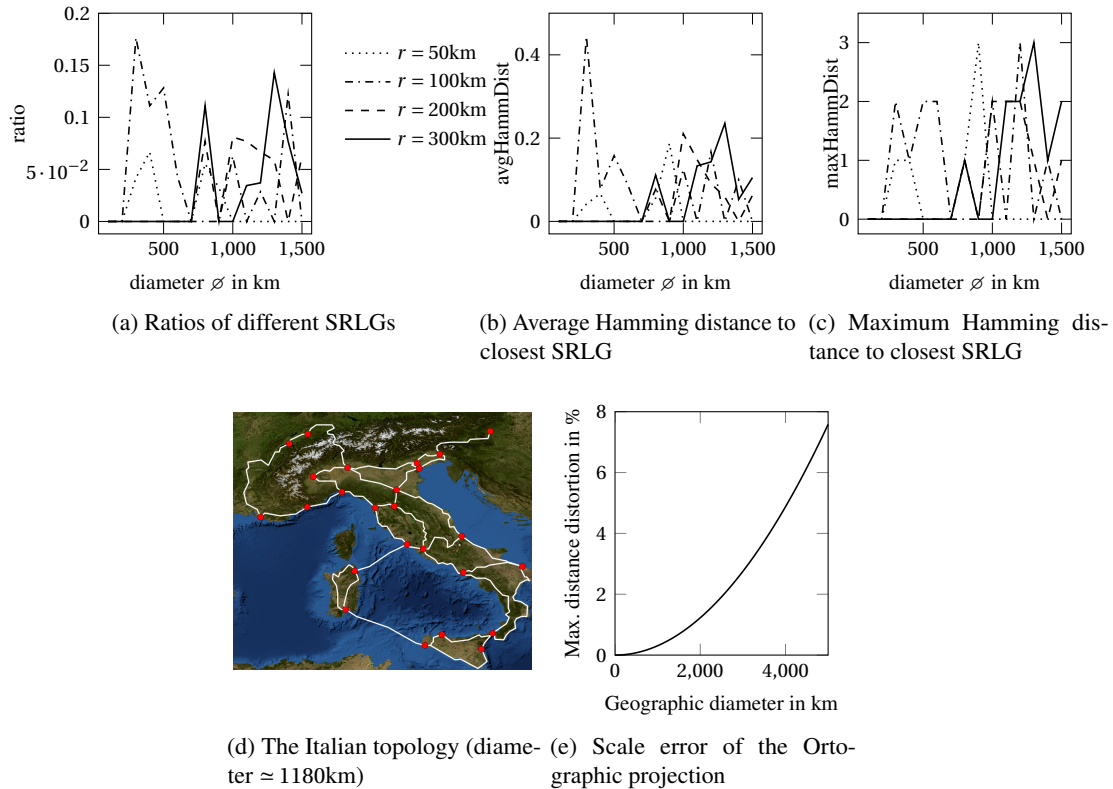 0.2
0.15
0.1
5 · 10−2
0
ratio
500
1,000
1,500
diameter ⌀ in km
r = 50km
r = 100km
r = 200km
r = 300km
0.4
0.2
0
avgHammDist
500
1,000
1,500
diameter ⌀ in km
3
2
1
0
maxHammDist
500
1,000
1,500
diameter ⌀ in km
(a) Ratios of different SRLGs
(b) Average Hamming distance to
closest SRLG
(c) Maximum Hamming dis-
tance to closest SRLG
8
6
4
2
0
Max. distance distortion in %
0
2,000
4,000
Geographic diameter in km
(d) The Italian topology (diame-
ter ≃ 1180km)
(e) Scale error of the Orto-
graphic projection